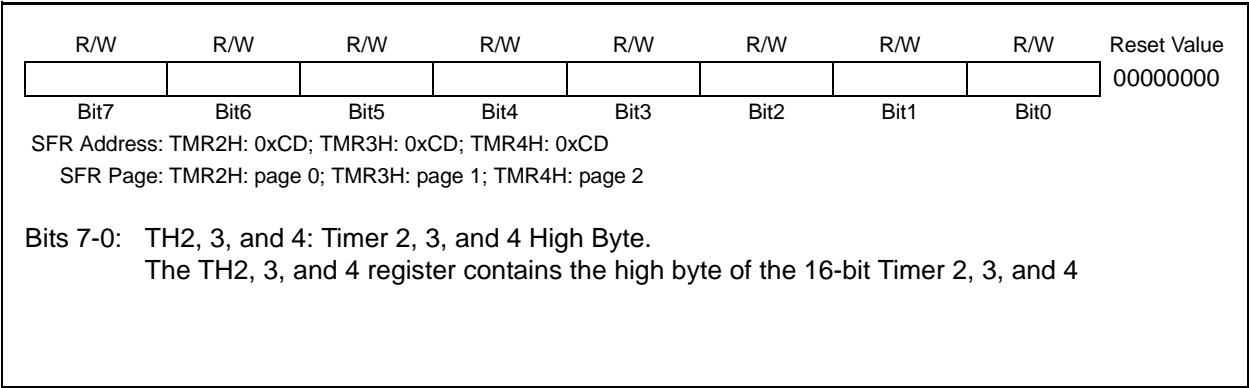 R/W R/W R/W R/W R/W R/W R/W R/W Reset Value
00000000
Bit7 Bit6 Bit5 Bit4 Bit3 Bit2 Bit1 Bit0
SFR Address: TMR2H: 0xCD; TMR3H: 0xCD; TMR4H: 0xCD
SFR Page: TMR2H: page 0; TMR3H: page 1; TMR4H: page 2
Bits 7-0: TH2, 3, and 4: Timer 2, 3, and 4 High Byte.
The TH2, 3, and 4 register contains the high byte of the 16-bit Timer 2, 3, and 4